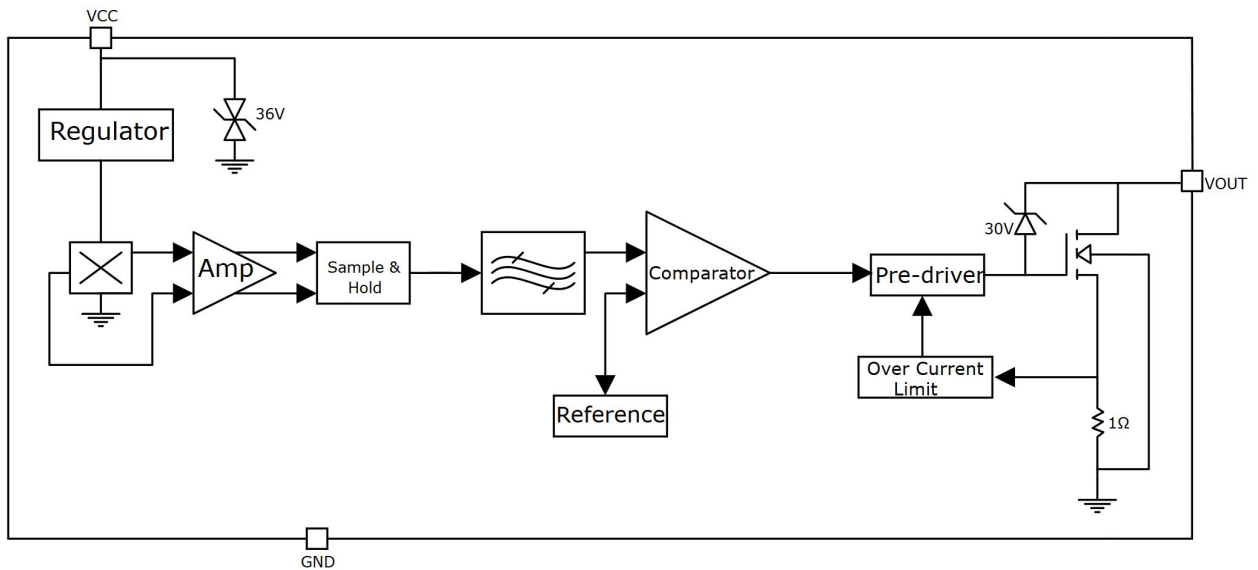 VCC
36V
Regulator
VOUT
30V
Amp
Sample &
Hold
Comparator
Pre-driver
Over Current
Limit
Reference
1Ω
GND